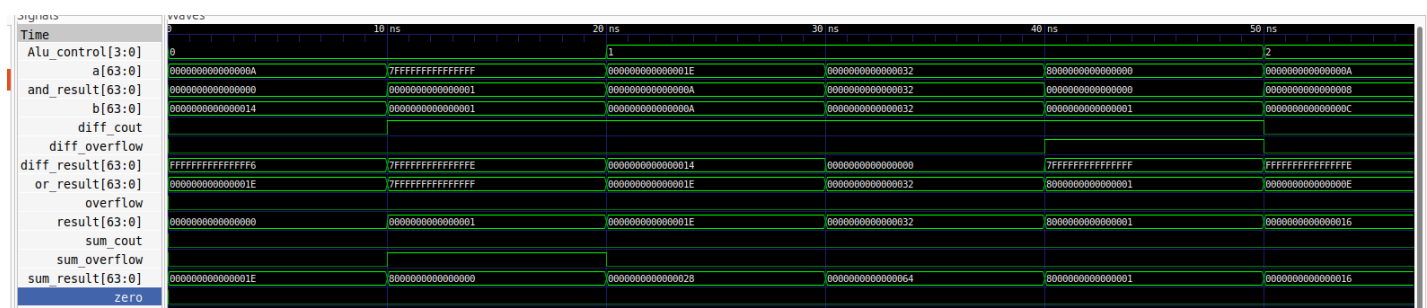 Signals Waves
Time 0 10 ns 20 ns 30 ns 40 ns 50 ns
Alu_control[3:0] 0 1 2
a[63:0] 000000000000000A 7FFFFFFFFFFFFFFF 000000000000001E 0000000000000032 8000000000000000 000000000000000A
and_result[63:0] 0000000000000000 0000000000000001 000000000000000A 0000000000000032 0000000000000000 0000000000000008
b[63:0] 0000000000000014 0000000000000001 000000000000000A 0000000000000032 0000000000000001 000000000000000C
diff_cout
diff_overflow
diff_result[63:0] FFFFFFFFFFFFFFF6 7FFFFFFFFFFFFFFE 0000000000000014 0000000000000000 7FFFFFFFFFFFFFFF FFFFFFFFFFFFFFFE
or_result[63:0] 000000000000001E 7FFFFFFFFFFFFFFF 000000000000001E 0000000000000032 8000000000000001 000000000000000E
overflow
result[63:0] 0000000000000000 0000000000000001 000000000000001E 0000000000000032 8000000000000001 0000000000000016
sum_cout
sum_overflow
sum_result[63:0] 000000000000001E 8000000000000000 0000000000000028 0000000000000064 8000000000000001 0000000000000016
zero